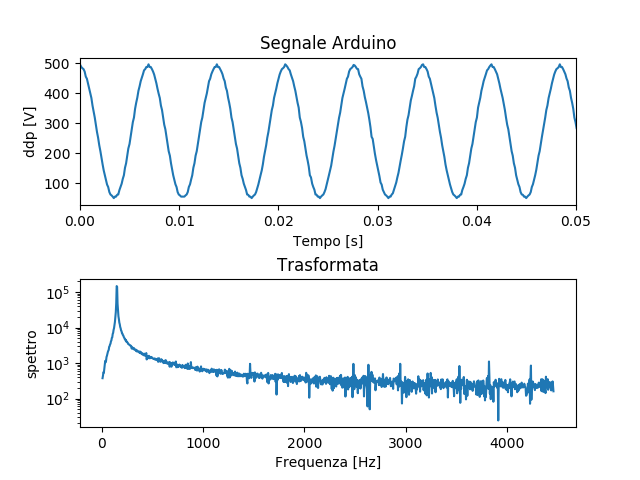 Segnale Arduino
500
400
300
200
100
ddp [V]
0.00 0.01 0.02 0.03 0.04 0.05
Tempo [s]
Trasformata
10^5
10^4
10^3
10^2
spettro
0 1000 2000 3000 4000
Frequenza [Hz]